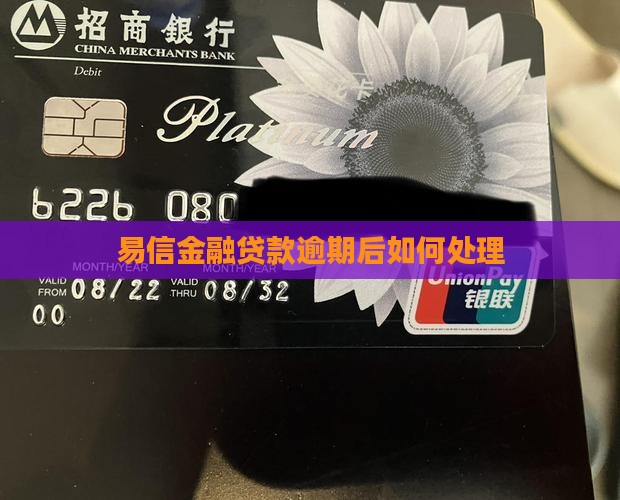 招商銀行
CHINA MERCHANTS BANK
Debit
Platinum
6226 080
易信金融贷款逾期后如何处理
MONTH/YEAR MONTH/YEAR
VALID FROM 08/22 VALID THRU 08/32
00
UnionPay
银联